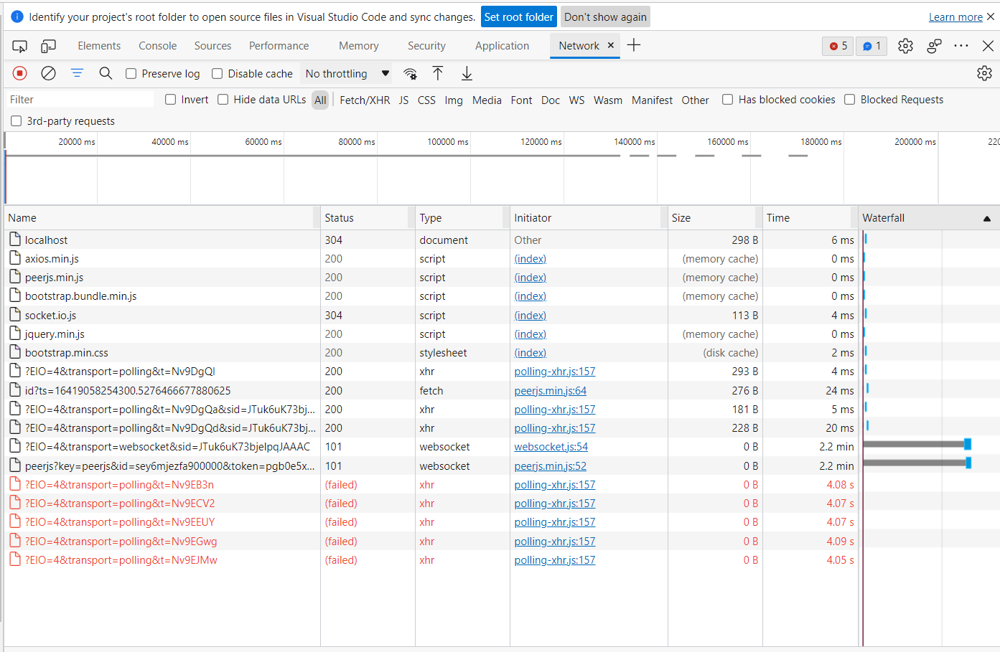 Identify your project's root folder to open source files in Visual Studio Code and sync changes. Set root folder Don't show again Learn more
Elements Console Sources Performance Memory Security Application Network 5 1
Preserve log Disable cache No throttling
Filter Invert Hide data URLs All Fetch/XHR JS CSS Img Media Font Doc WS Wasm Manifest Other Has blocked cookies Blocked Requests
3rd-party requests
20000 ms 40000 ms 60000 ms 80000 ms 100000 ms 120000 ms 140000 ms 160000 ms 180000 ms 200000 ms 220
Name Status Type Initiator Size Time Waterfall
localhost 304 document Other 298 B 6 ms
axios.min.js 200 script (index) (memory cache) 0 ms
peerjs.min.js 200 script (index) (memory cache) 0 ms
bootstrap.bundle.min.js 200 script (index) (memory cache) 0 ms
socket.io.js 304 script (index) 113 B 4 ms
jquery.min.js 200 script (index) (memory cache) 0 ms
bootstrap.min.css 200 stylesheet (index) (disk cache) 2 ms
?EIO=4&transport=polling&t=Nv9DgQl 200 xhr polling-xhr.js:157 293 B 4 ms
id?ts=16419058254300.5276466677880625 200 fetch peerjs.min.js:64 276 B 24 ms
?EIO=4&transport=polling&t=Nv9DgQa&sid=JTuk6uK73bj... 200 xhr polling-xhr.js:157 181 B 5 ms
?EIO=4&transport=polling&t=Nv9DgQd&sid=JTuk6uK73bj... 200 xhr polling-xhr.js:157 228 B 20 ms
?EIO=4&transport=websocket&sid=JTuk6uK73bjelpqJAAAC 101 websocket websocket.js:54 0 B 2.2 min
peerjs?key=peerjs&id=sey6mjezfa900000&token=pgb0e5x... 101 websocket peerjs.min.js:52 0 B 2.2 min
?EIO=4&transport=polling&t=Nv9EB3n (failed) xhr polling-xhr.js:157 0 B 4.08 s
?EIO=4&transport=polling&t=Nv9ECV2 (failed) xhr polling-xhr.js:157 0 B 4.07 s
?EIO=4&transport=polling&t=Nv9EEUY (failed) xhr polling-xhr.js:157 0 B 4.07 s
?EIO=4&transport=polling&t=Nv9EGwg (failed) xhr polling-xhr.js:157 0 B 4.09 s
?EIO=4&transport=polling&t=Nv9EJMw (failed) xhr polling-xhr.js:157 0 B 4.05 s